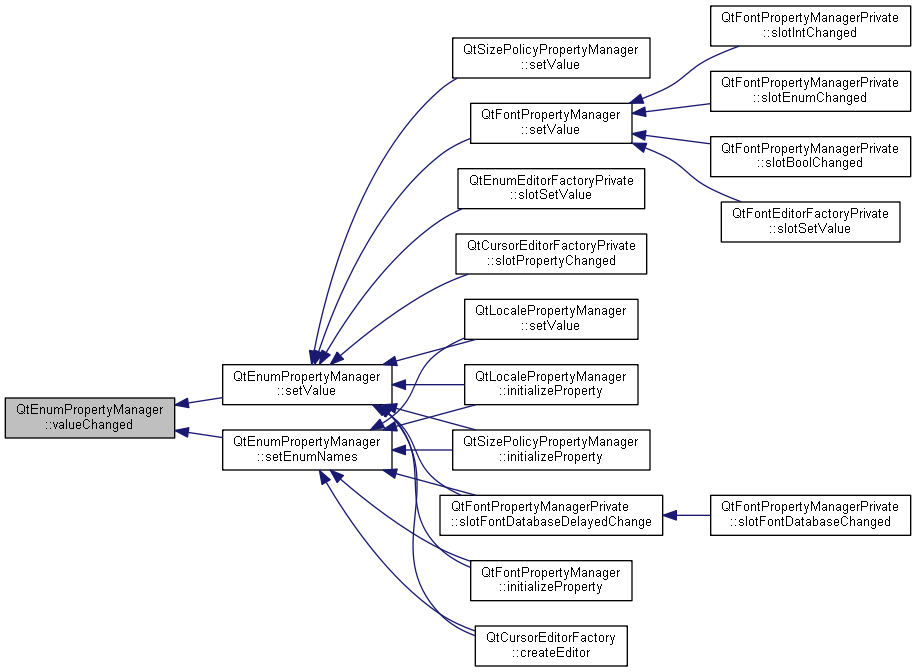 QtEnumPropertyManager
::valueChanged
QtEnumPropertyManager
::setValue
QtEnumPropertyManager
::setEnumNames
QtSizePolicyPropertyManager
::setValue
QtFontPropertyManager
::setValue
QtEnumEditorFactoryPrivate
::slotSetValue
QtCursorEditorFactoryPrivate
::slotPropertyChanged
QtLocalePropertyManager
::setValue
QtLocalePropertyManager
::initializeProperty
QtSizePolicyPropertyManager
::initializeProperty
QtFontPropertyManagerPrivate
::slotFontDatabaseDelayedChange
QtFontPropertyManager
::initializeProperty
QtCursorEditorFactory
::createEditor
QtFontPropertyManagerPrivate
::slotIntChanged
QtFontPropertyManagerPrivate
::slotEnumChanged
QtFontPropertyManagerPrivate
::slotBoolChanged
QtFontEditorFactoryPrivate
::slotSetValue
QtFontPropertyManagerPrivate
::slotFontDatabaseChanged